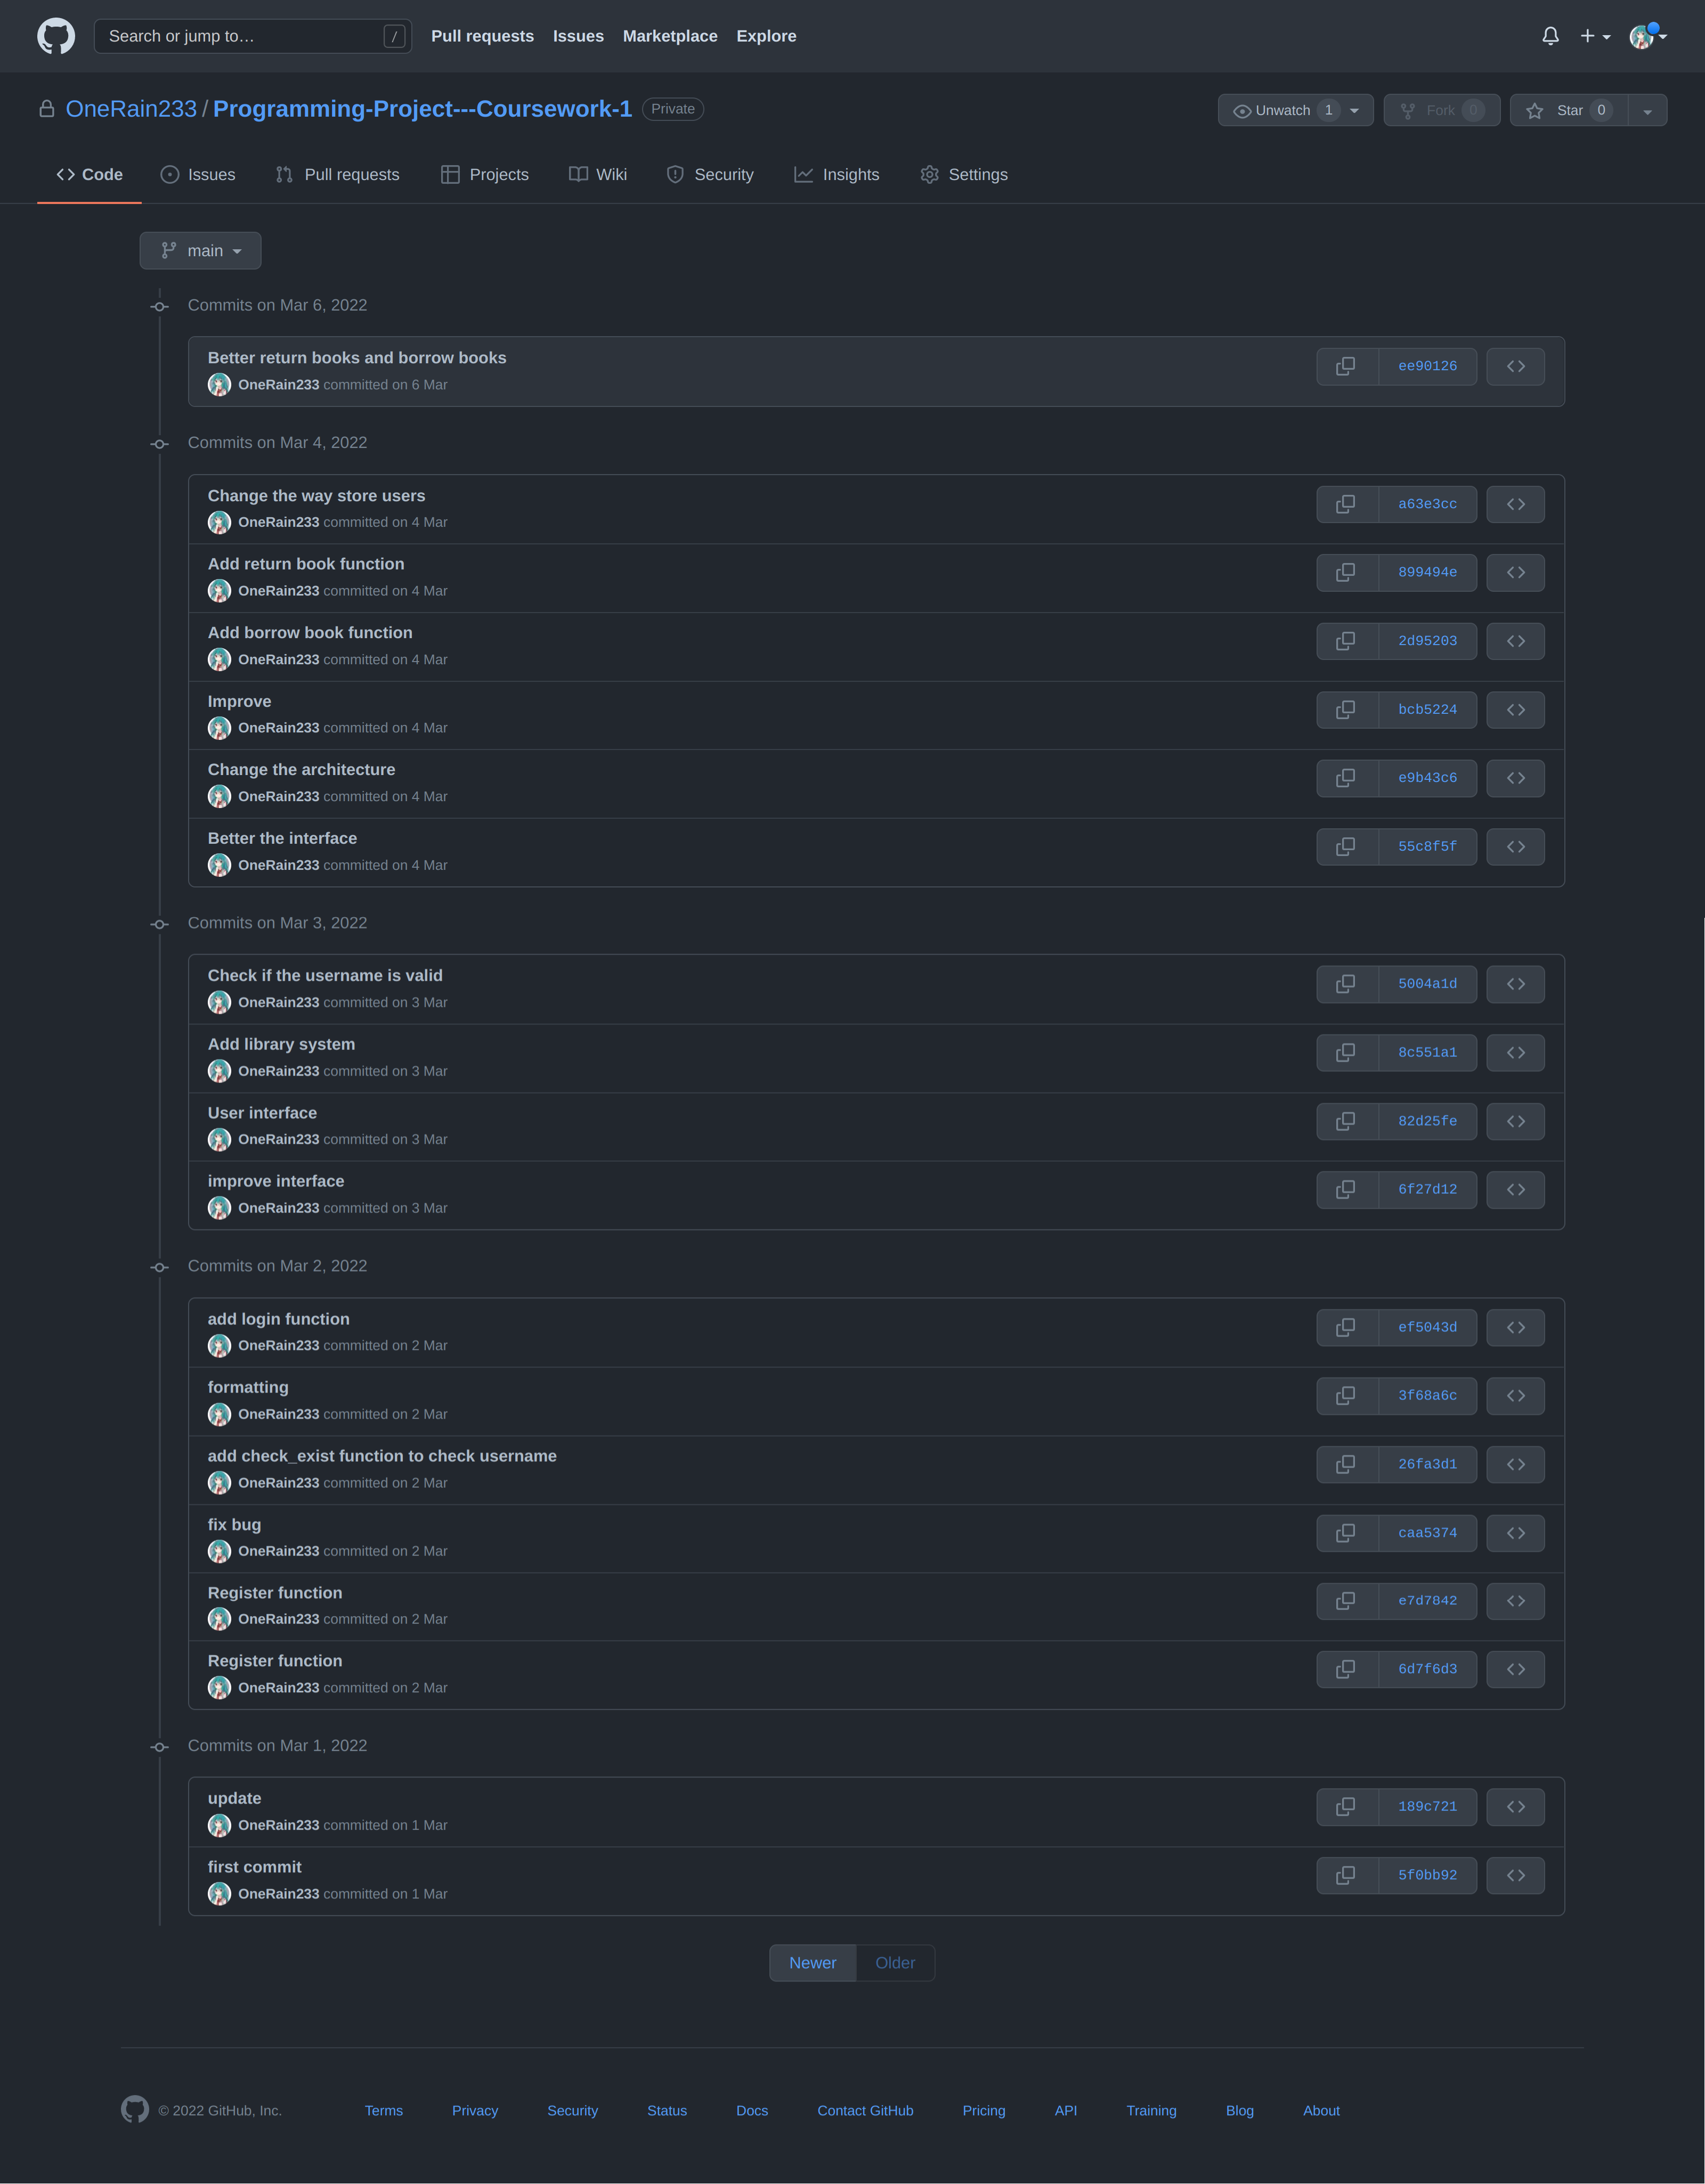 Search or jump to… /
Pull requests Issues Marketplace Explore
OneRain233 / Programming-Project---Coursework-1 Private
Unwatch 1 Fork 0 Star 0
Code Issues Pull requests Projects Wiki Security Insights Settings
main
Commits on Mar 6, 2022
Better return books and borrow books
ee90126
OneRain233 committed on 6 Mar
Commits on Mar 4, 2022
Change the way store users
a63e3cc
OneRain233 committed on 4 Mar
Add return book function
899494e
OneRain233 committed on 4 Mar
Add borrow book function
2d95203
OneRain233 committed on 4 Mar
Improve
bcb5224
OneRain233 committed on 4 Mar
Change the architecture
e9b43c6
OneRain233 committed on 4 Mar
Better the interface
55c8f5f
OneRain233 committed on 4 Mar
Commits on Mar 3, 2022
Check if the username is valid
5004a1d
OneRain233 committed on 3 Mar
Add library system
8c551a1
OneRain233 committed on 3 Mar
User interface
82d25fe
OneRain233 committed on 3 Mar
improve interface
6f27d12
OneRain233 committed on 3 Mar
Commits on Mar 2, 2022
add login function
ef5043d
OneRain233 committed on 2 Mar
formatting
3f68a6c
OneRain233 committed on 2 Mar
add check_exist function to check username
26fa3d1
OneRain233 committed on 2 Mar
fix bug
caa5374
OneRain233 committed on 2 Mar
Register function
e7d7842
OneRain233 committed on 2 Mar
Register function
6d7f6d3
OneRain233 committed on 2 Mar
Commits on Mar 1, 2022
update
189c721
OneRain233 committed on 1 Mar
first commit
5f0bb92
OneRain233 committed on 1 Mar
Newer Older
© 2022 GitHub, Inc. Terms Privacy Security Status Docs Contact GitHub Pricing API Training Blog About